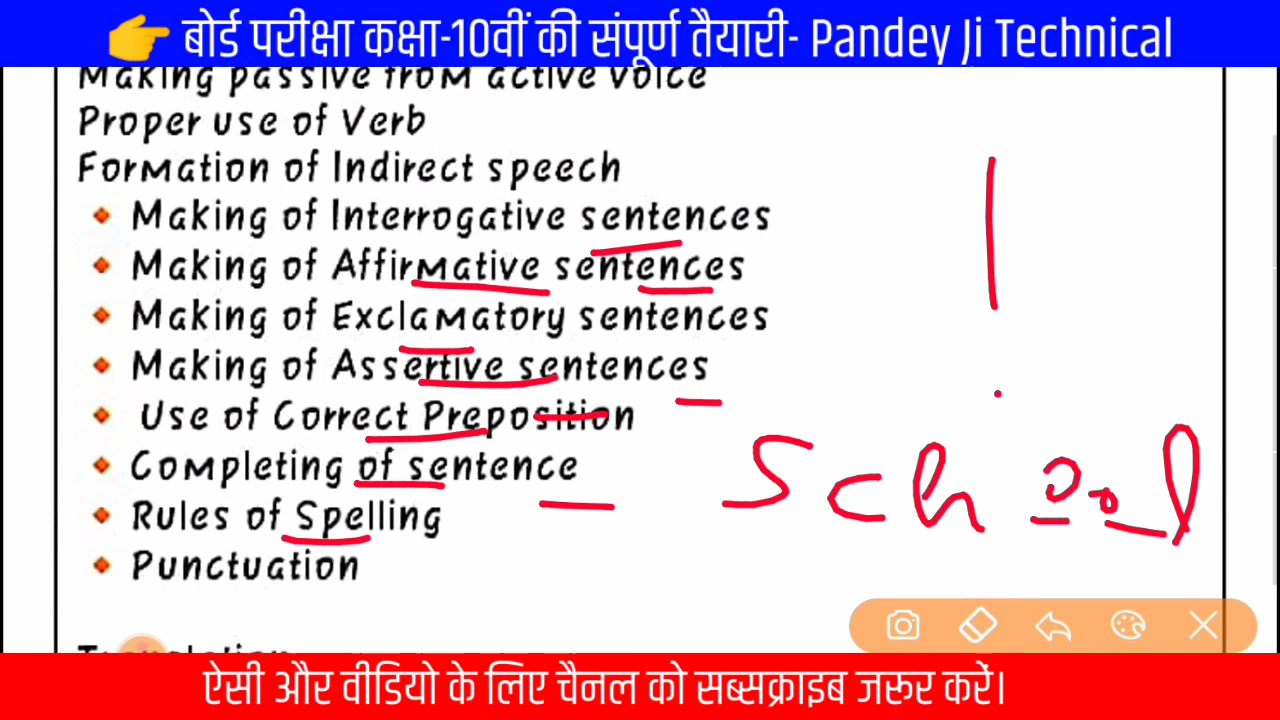 👉 बोर्ड परीक्षा कक्षा-10वीं की संपूर्ण तैयारी- Pandey Ji Technical
Making passive from active voice
Proper use of Verb
Formation of Indirect speech
Making of Interrogative sentences
Making of Affirmative sentences
Making of Exclamatory sentences
Making of Assertive sentences
Use of Correct Preposition
Completing of sentence
Rules of Spelling
School
Punctuation
Translation
ऐसी और वीडियो के लिए चैनल को सब्सक्राइब जरूर करें।